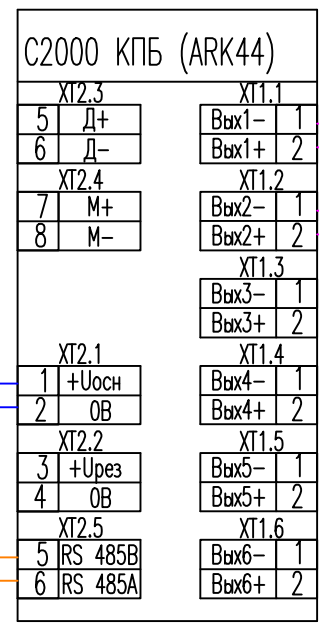 С2000 КПБ (ARK44)
XT2.3 XT1.1
5 Д+ Вых1– 1
6 Д– Вых1+ 2
XT2.4 XT1.2
7 М+ Вых2– 1
8 М– Вых2+ 2
XT1.3
Вых3– 1
Вых3+ 2
XT2.1 XT1.4
1 +Uосн Вых4– 1
2 0В Вых4+ 2
XT2.2 XT1.5
3 +Uрез Вых5– 1
4 0В Вых5+ 2
XT2.5 XT1.6
5 RS 485B Вых6– 1
6 RS 485A Вых6+ 2